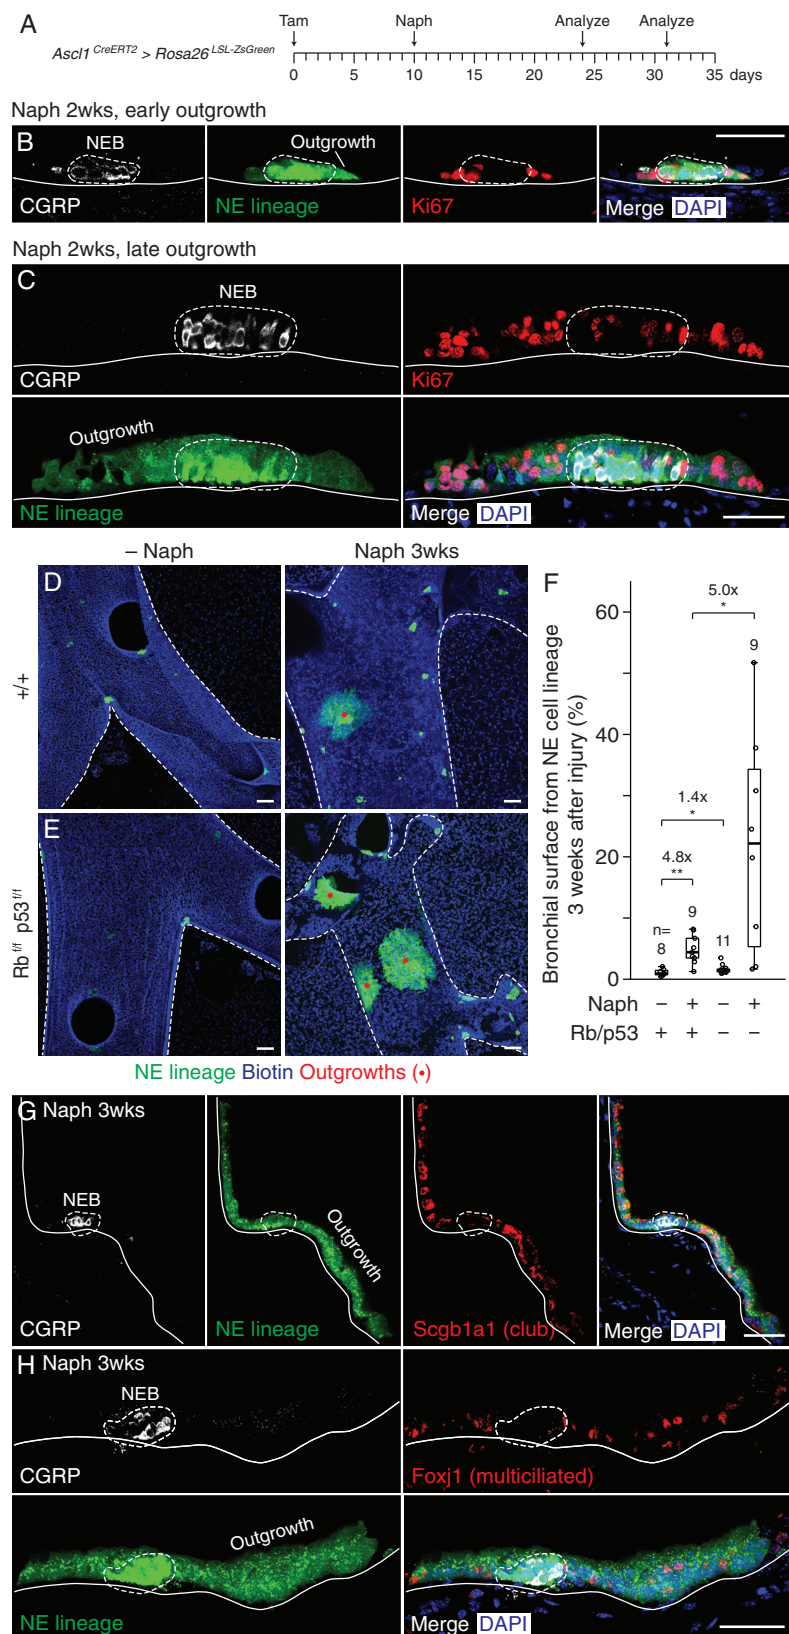 A
Tam Naph Analyze Analyze
Ascl1 CreERT2 > Rosa26 LSL-ZsGreen
0 5 10 15 20 25 30 35 days
Naph 2wks, early outgrowth
B NEB Outgrowth
CGRP NE lineage Ki67 Merge DAPI
Naph 2wks, late outgrowth
C NEB
CGRP Ki67
Outgrowth
NE lineage Merge DAPI
– Naph Naph 3wks
D
+/+
E
Rb f/f p53 f/f
NE lineage Biotin Outgrowths (•)
F
Bronchial surface from NE cell lineage
3 weeks after injury (%)
60
40
20
0
5.0x
*
9
1.4x
*
4.8x
**
n=
8
9
11
Naph – + – +
Rb/p53 + + – –
G Naph 3wks
NEB
Outgrowth
CGRP NE lineage Scgb1a1 (club) Merge DAPI
H Naph 3wks
NEB
CGRP Foxj1 (multiciliated)
Outgrowth
NE lineage Merge DAPI